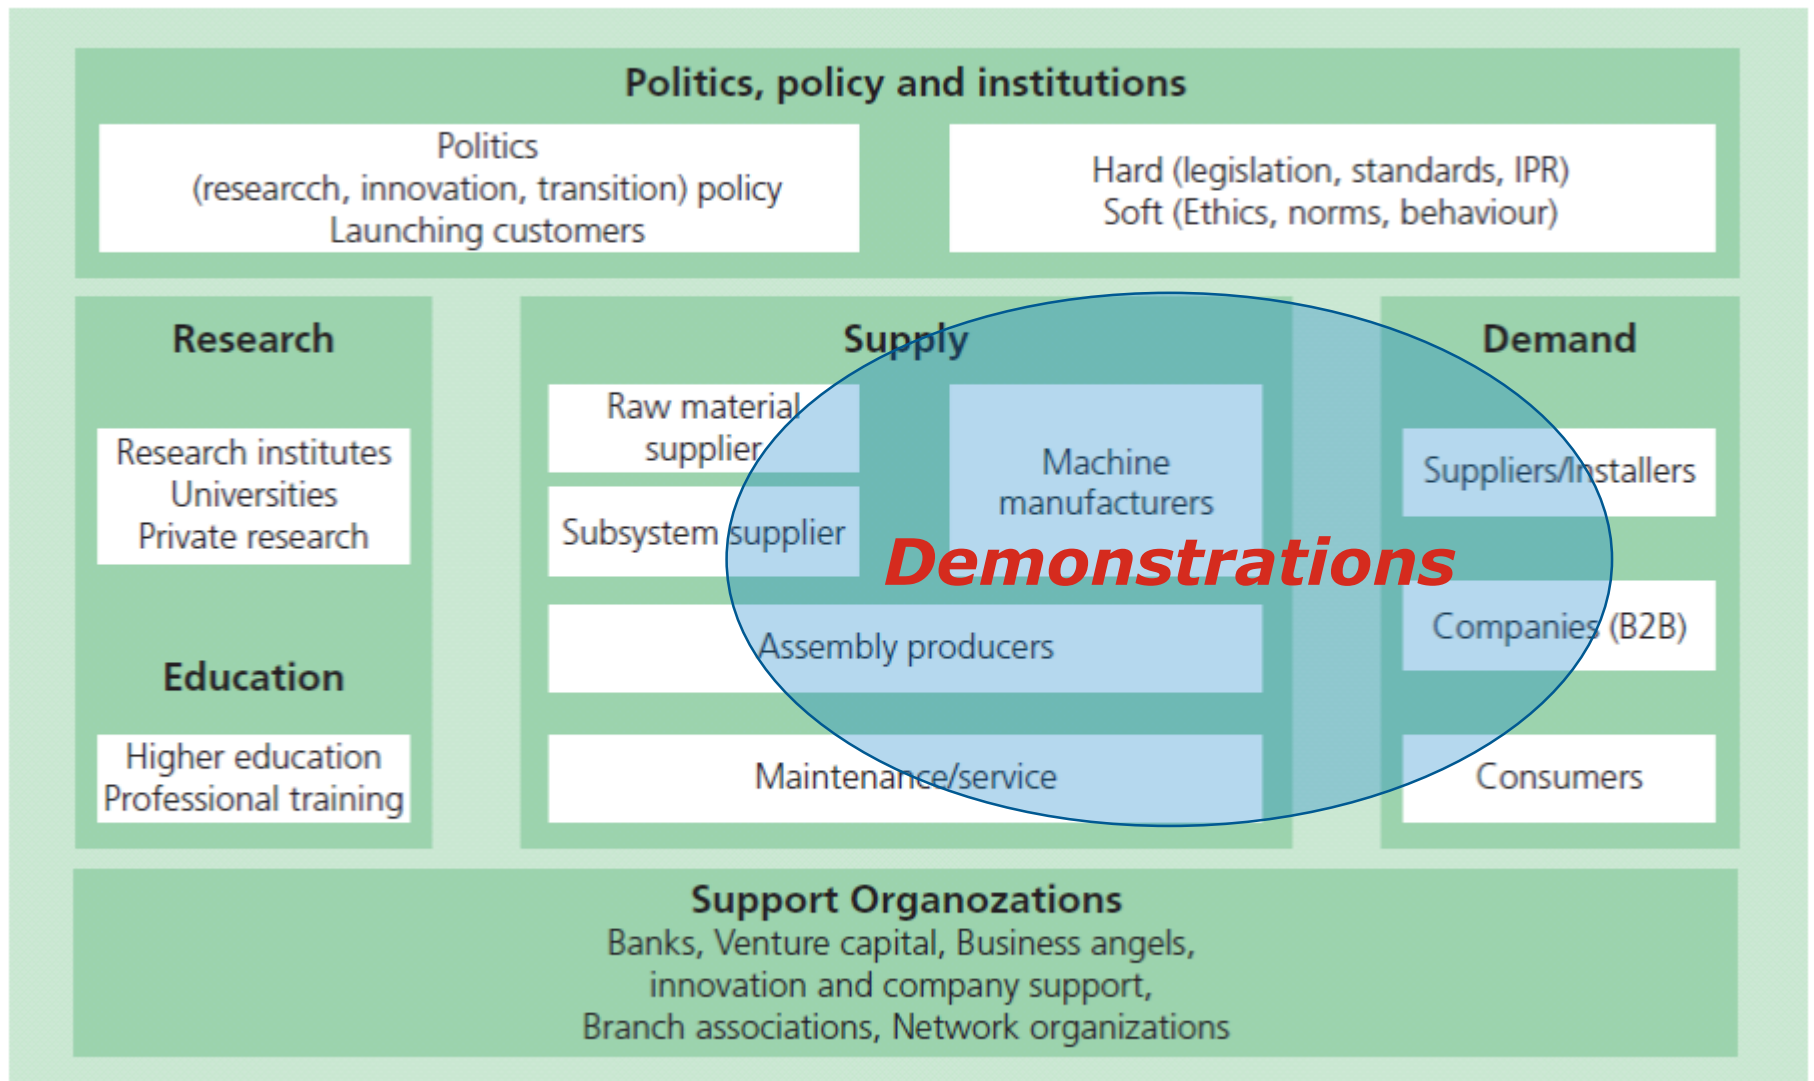 Politics, policy and institutions
Politics
(researcch, innovation, transition) policy
Launching customers
Hard (legislation, standards, IPR)
Soft (Ethics, norms, behaviour)
Research
Research institutes
Universities
Private research
Education
Higher education
Professional training
Supply
Raw material
supplier
Subsystem supplier
Machine
manufacturers
Demonstrations
Assembly producers
Maintenance/service
Demand
Suppliers/Installers
Companies (B2B)
Consumers
Support Organozations
Banks, Venture capital, Business angels,
innovation and company support,
Branch associations, Network organizations